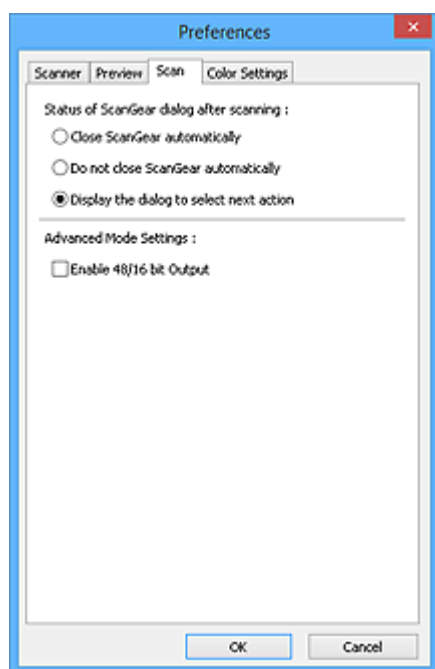 Preferences
Scanner Preview Scan Color Settings
Status of ScanGear dialog after scanning :
Close ScanGear automatically
Do not close ScanGear automatically
Display the dialog to select next action
Advanced Mode Settings :
Enable 48/16 bit Output
OK Cancel